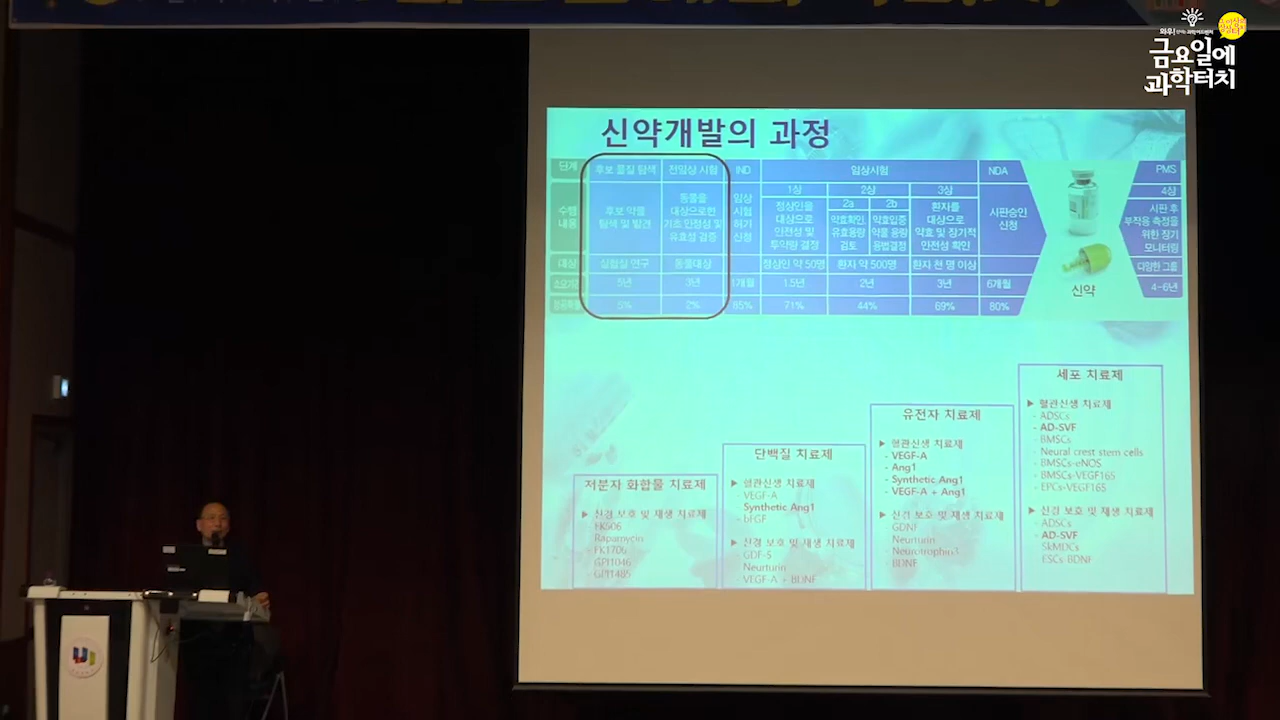 금요일에
과학터치
신약개발의 과정
단계
후보 물질 탐색
전임상 시험
IND
임상시험
NDA
PMS
수행
내용
후보 약물
탐색 및 발견
동물을
대상으로한
기초 안정성 및
유효성 검증
임상
시험
허가
신청
1상
정상인을
대상으로
안전성 및
투약량 결정
2상
2a
약효확인,
유효용량
검토
2b
약효입증
약물 용량
용법결정
3상
환자를
대상으로
약효 및 장기적
안전성 확인
시판승인
신청
신약
4상
시판 후
부작용 측정을
위한 장기
모니터링
대상
실험실 연구
동물대상
정상인 약 50명
환자 약 500명
환자 천 명 이상
다양한 그룹
5년
3년
1개월
1.5년
2년
3년
6개월
4-6년
5%
2%
85%
71%
44%
69%
80%
저분자 화합물 치료제
▶ 신경 보호 및 재생 치료제
- FK506
Rapamycin
- FK1706
- GPI1046
- GPI1485
단백질 치료제
▶ 혈관신생 치료제
VEGF-A
Synthetic Ang1
- bFGF
▶ 신경 보호 및 재생 치료제
GDF-5
Neurturin
VEGF-A + BDNF
유전자 치료제
▶ 혈관신생 치료제
- VEGF-A
- Ang1
- Synthetic Ang1
- VEGF-A + Ang1
▶ 신경 보호 및 재생 치료제
GDNF
Neurturin
- Neurotrophin3
- BDNF
세포 치료제
▶ 혈관신생 치료제
- ADSCs
- AD-SVF
- BMSCs
- Neural crest stem cells
- BMSCs-eNOS
- BMSCs-VEGF165
- EPCs-VEGF165
▶ 신경 보호 및 재생 치료제
- ADSCs
- AD-SVF
SkMDCs
ESCs-BDNF